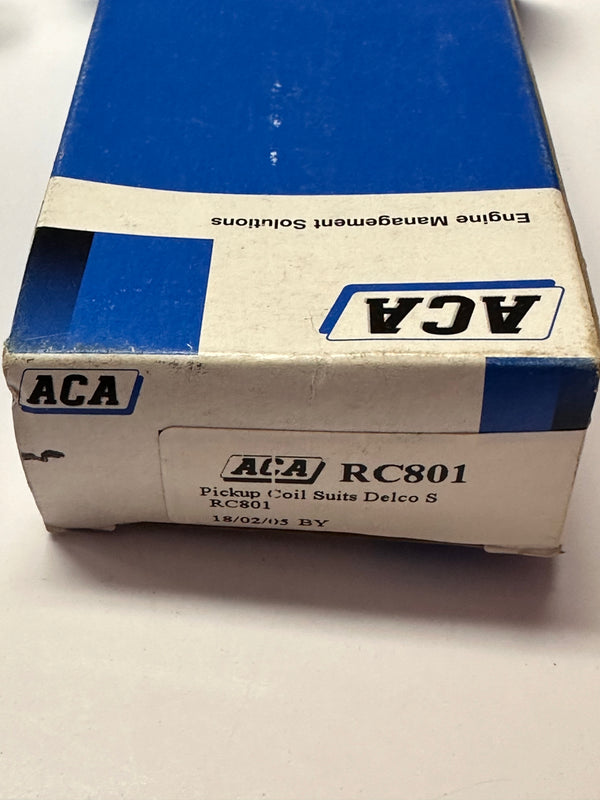 Engine Management Solutions
ACA
ACA
ACA RC801
Pickup Coil Suits Delco S
RC801
18/02/05 BY